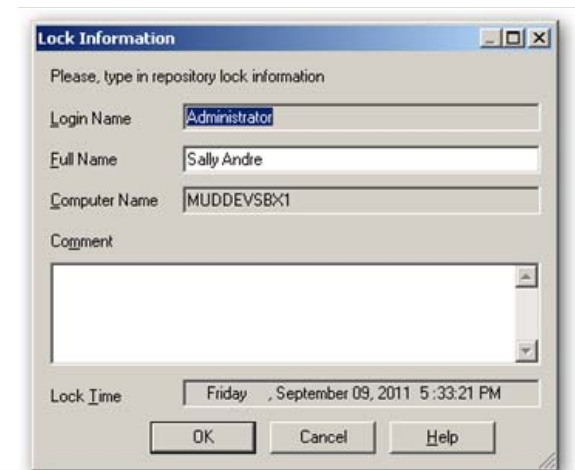 Lock Information
Please, type in repository lock information
Login Name Administrator
Full Name Sally Andre
Computer Name MUDDEVSBX1
Comment
Lock Time Friday , September 09, 2011 5 :33:21 PM
OK Cancel Help